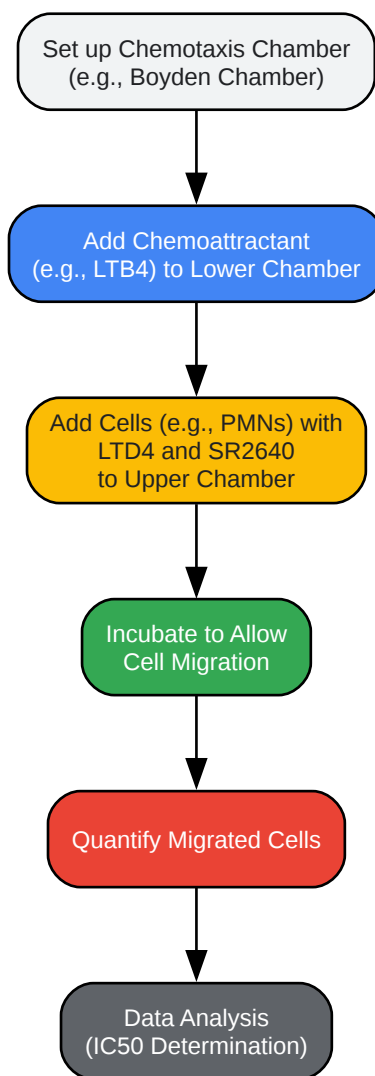 Set up Chemotaxis Chamber
(e.g., Boyden Chamber)
Add Chemoattractant
(e.g., LTB4) to Lower Chamber
Add Cells (e.g., PMNs) with
LTD4 and SR2640
to Upper Chamber
Incubate to Allow
Cell Migration
Quantify Migrated Cells
Data Analysis
(IC50 Determination)